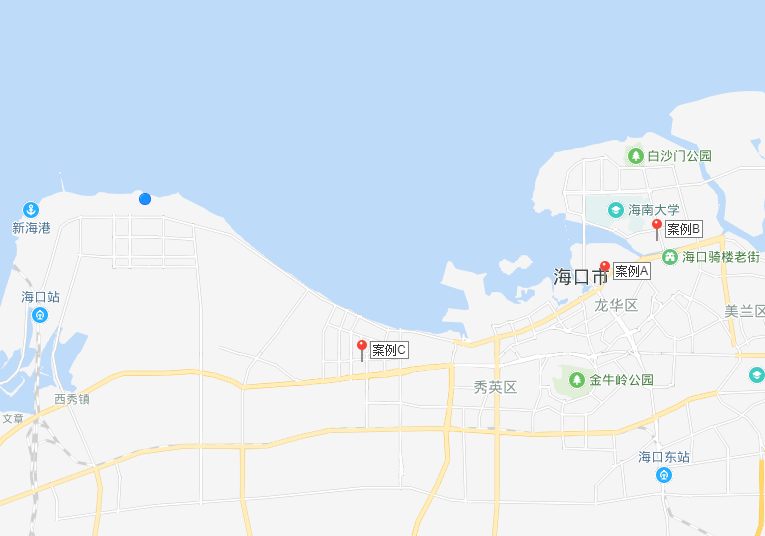 白沙门公园
海南大学
新海港
案例B
海口骑楼老街
海口市
案例A
海口站
龙华区
美兰区
案例C
秀英区
金牛岭公园
西秀镇
文章
海口东站